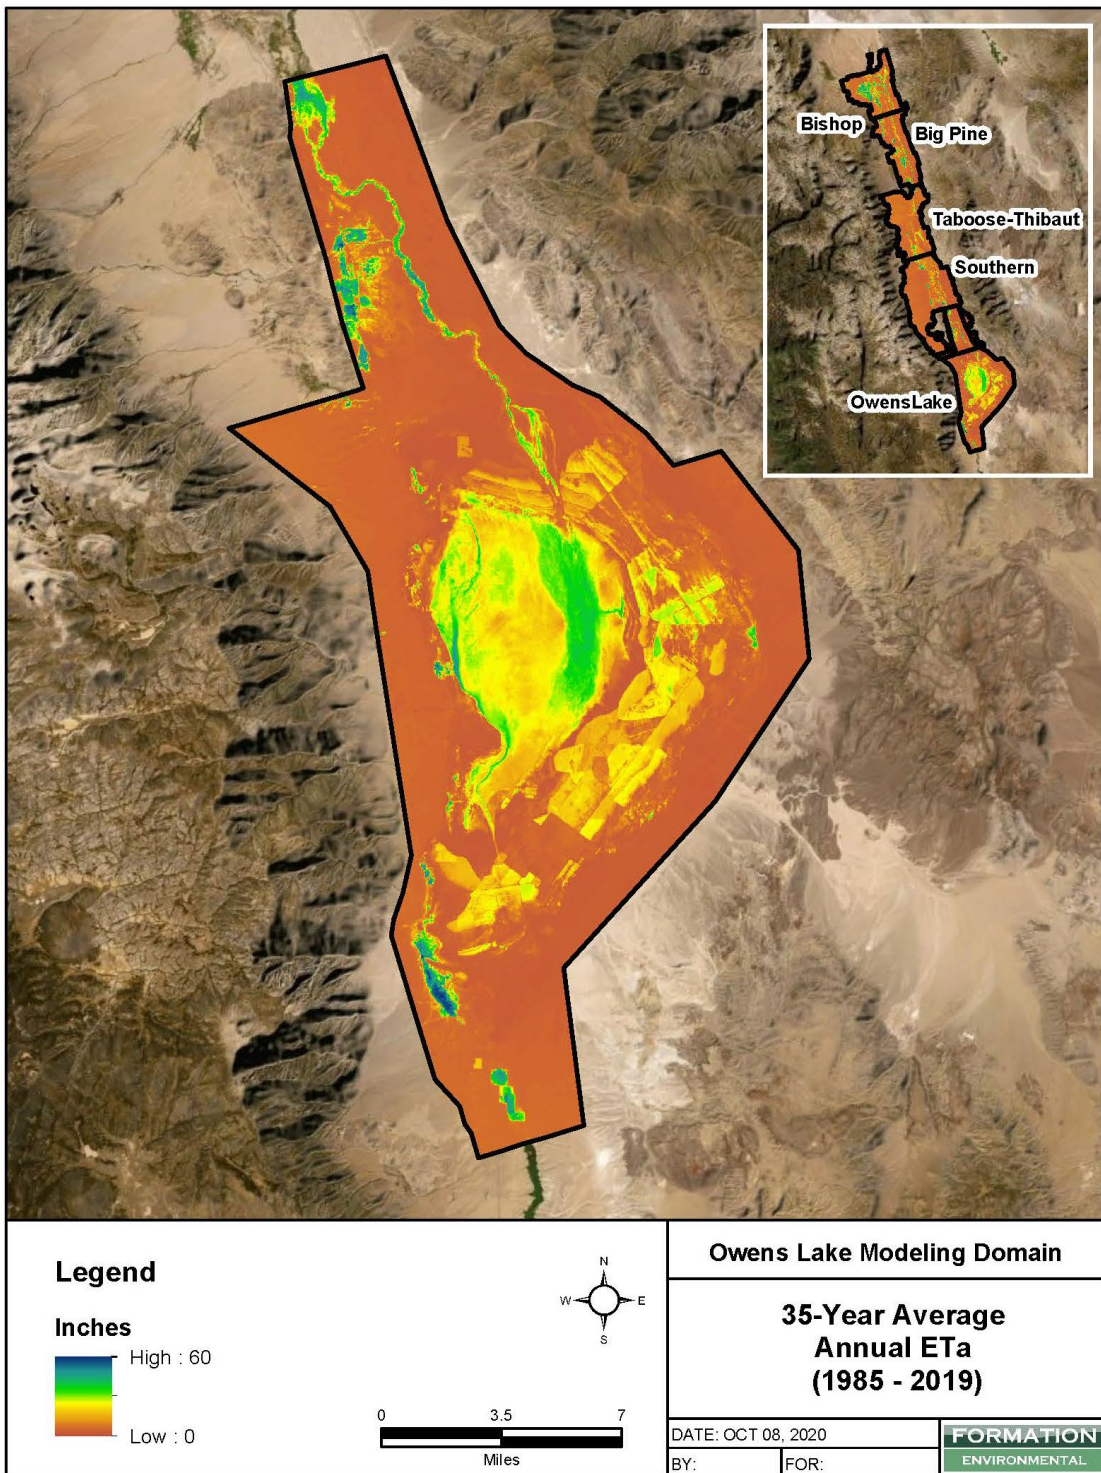 Bishop
Big Pine
Taboose-Thibaut
Southern
OwensLake
Legend
Inches
High : 60
Low : 0
N
W E
S
0 3.5 7
Miles
Owens Lake Modeling Domain
35-Year Average
Annual ETa
(1985 - 2019)
DATE: OCT 08, 2020
BY: FOR:
FORMATION
ENVIRONMENTAL